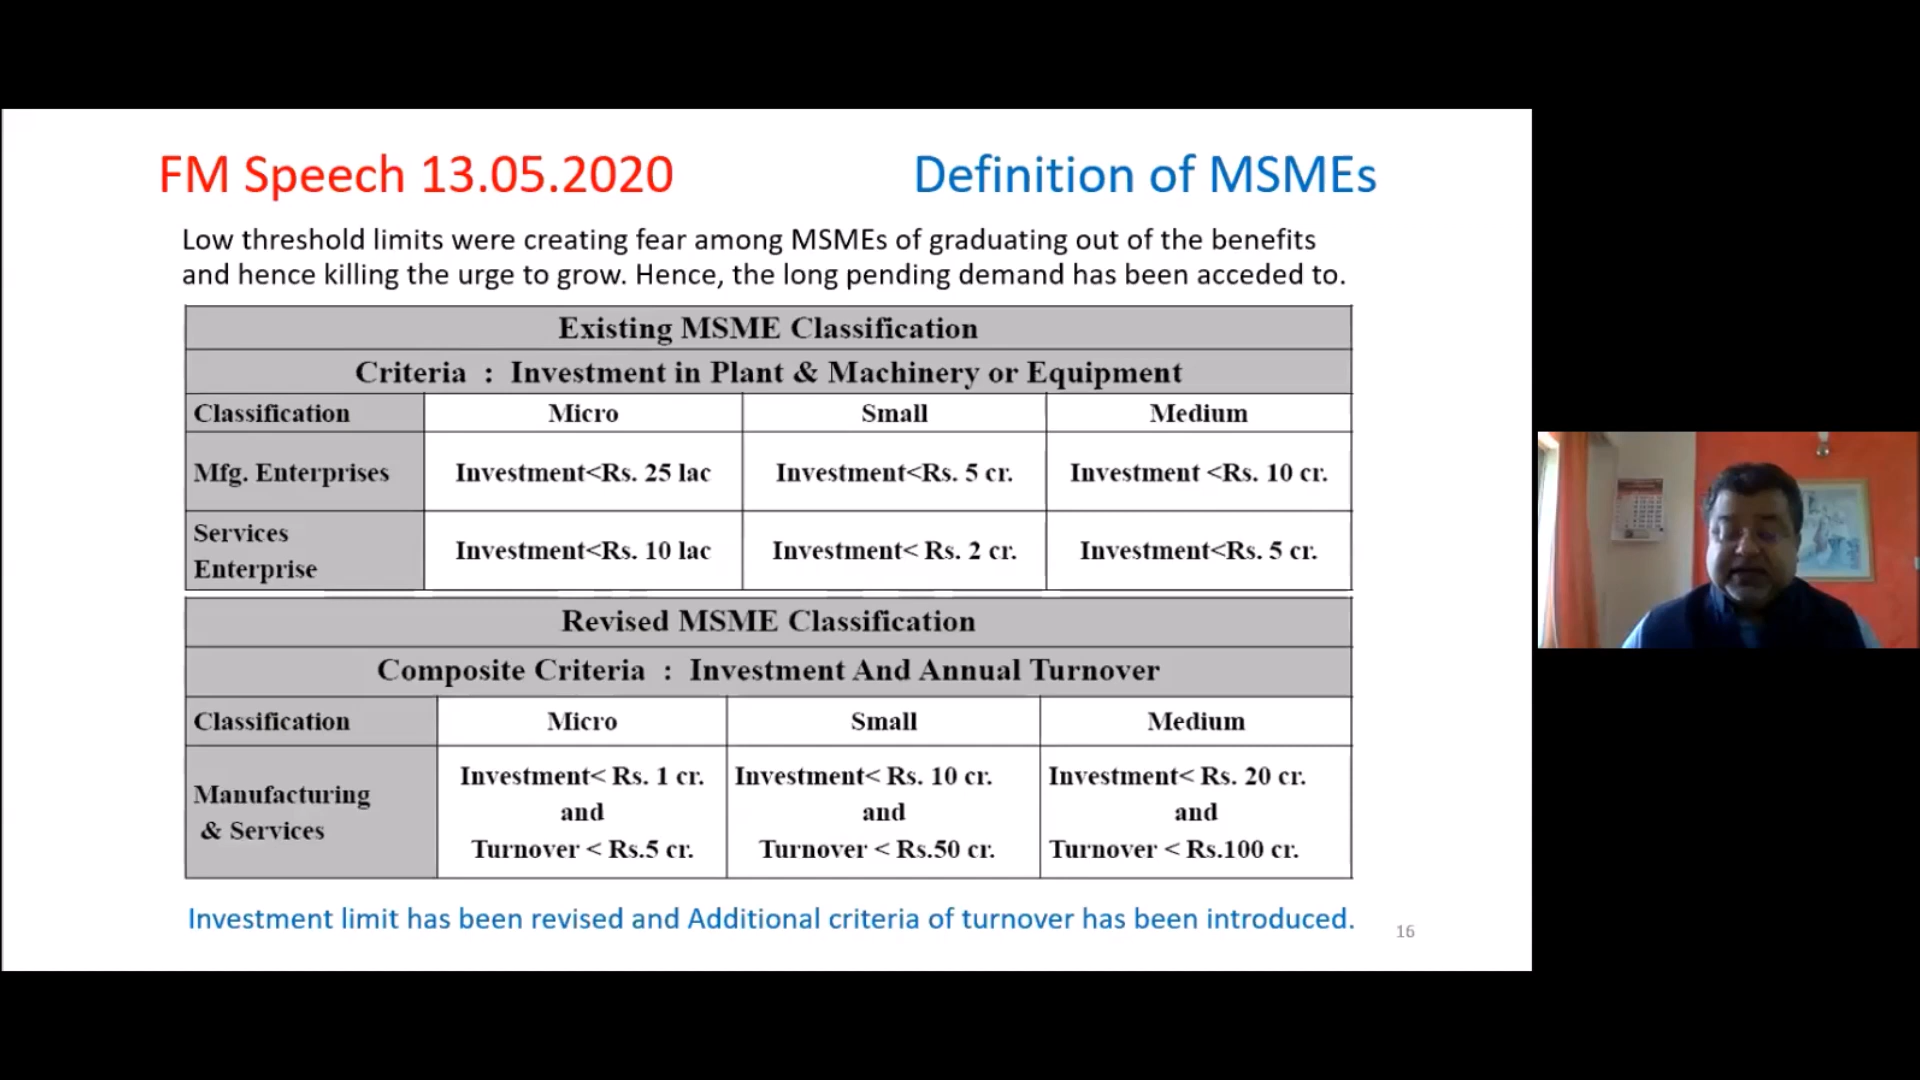 FM Speech 13.05.2020 Definition of MSMEs
Low threshold limits were creating fear among MSMEs of graduating out of the benefits
and hence killing the urge to grow. Hence, the long pending demand has been acceded to.
Existing MSME Classification
Criteria : Investment in Plant & Machinery or Equipment
Classification Micro Small Medium
Mfg. Enterprises Investment<Rs. 25 lac Investment<Rs. 5 cr. Investment <Rs. 10 cr.
Services
Enterprise Investment<Rs. 10 lac Investment< Rs. 2 cr. Investment<Rs. 5 cr.
Revised MSME Classification
Composite Criteria : Investment And Annual Turnover
Classification Micro Small Medium
Manufacturing
& Services
Investment< Rs. 1 cr.
and
Turnover < Rs.5 cr.
Investment< Rs. 10 cr.
and
Turnover < Rs.50 cr.
Investment< Rs. 20 cr.
and
Turnover < Rs.100 cr.
Investment limit has been revised and Additional criteria of turnover has been introduced.
16